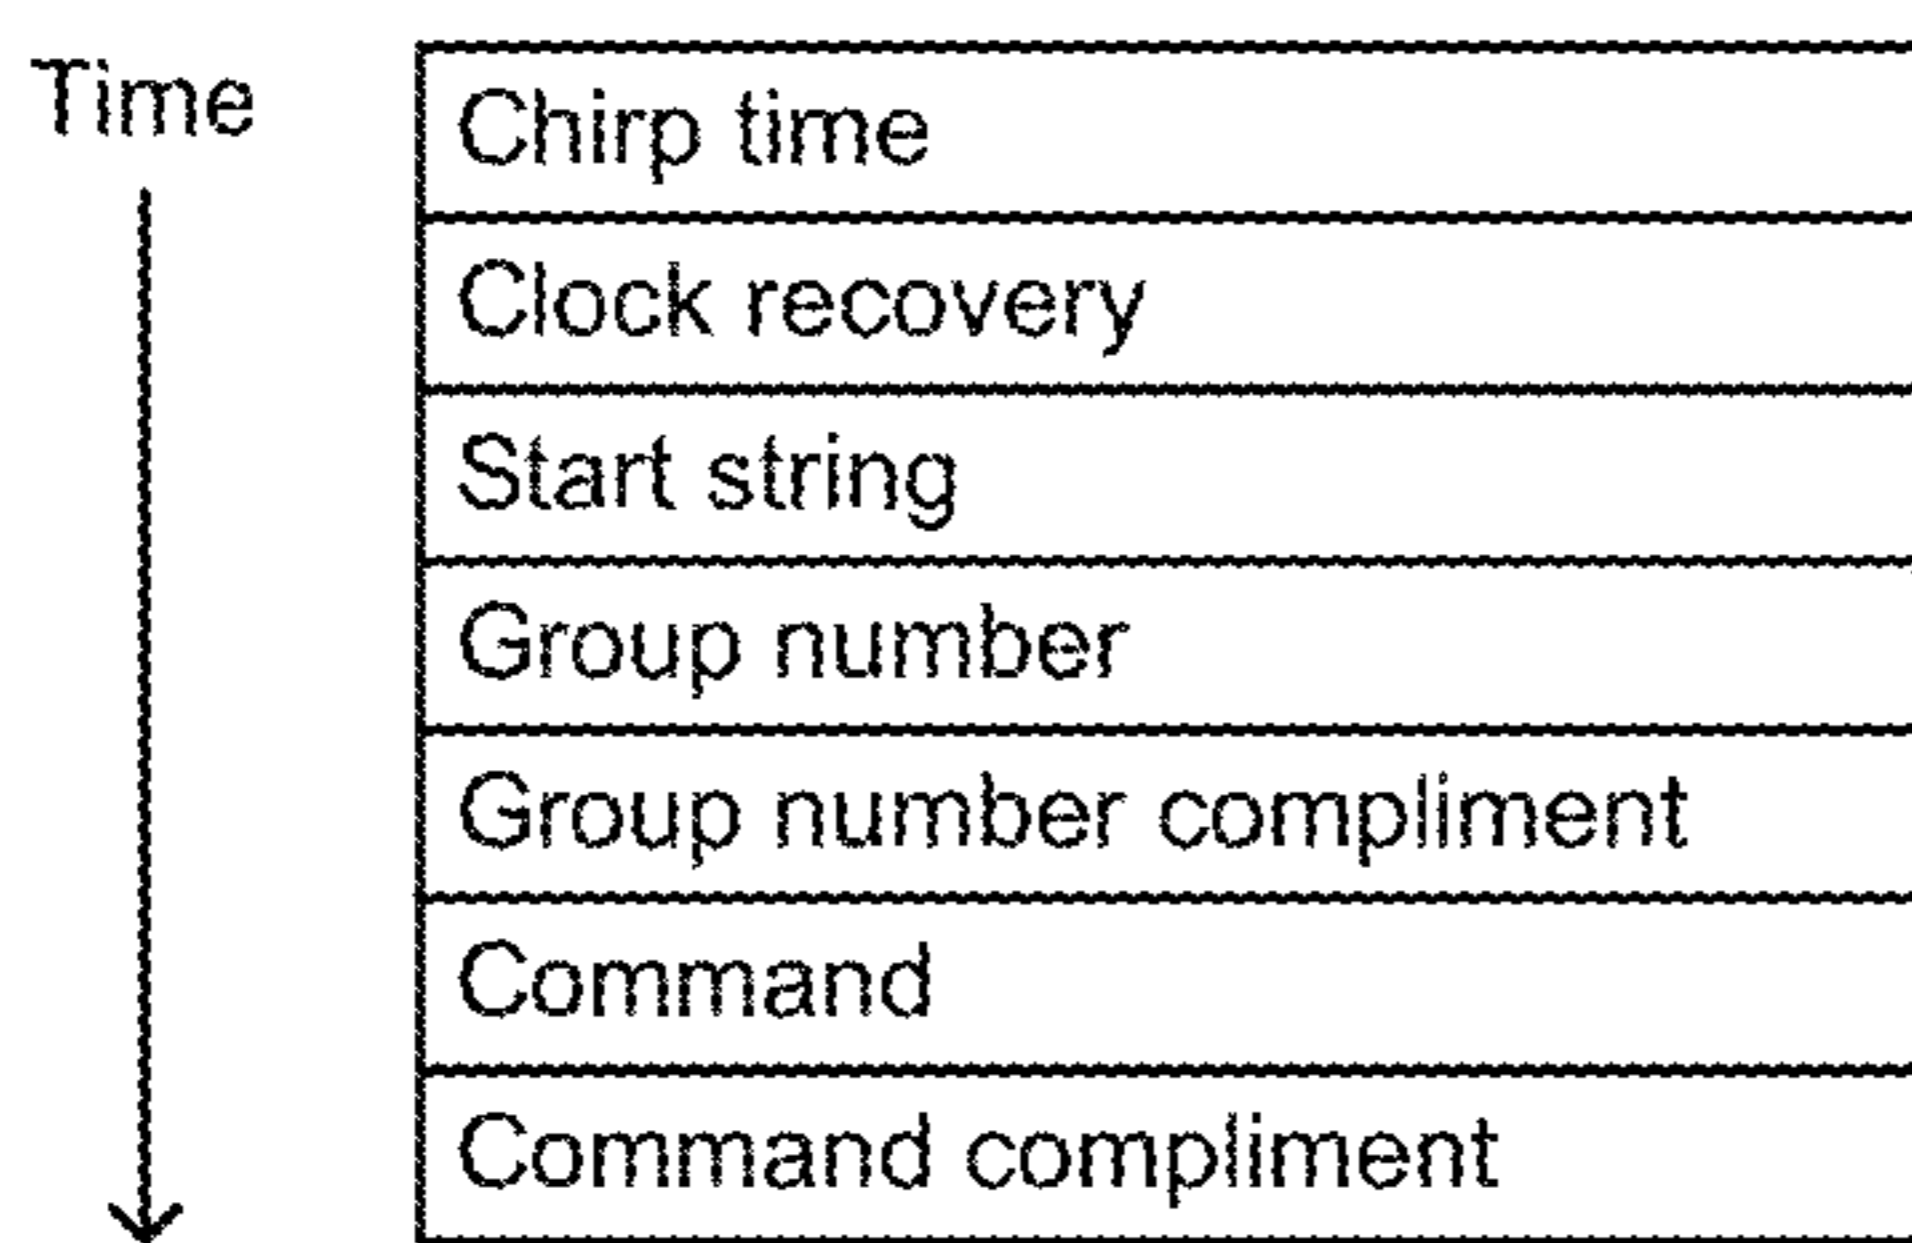 Time
Chirp time
Clock recovery
Start string
Group number
Group number compliment
Command
Command compliment